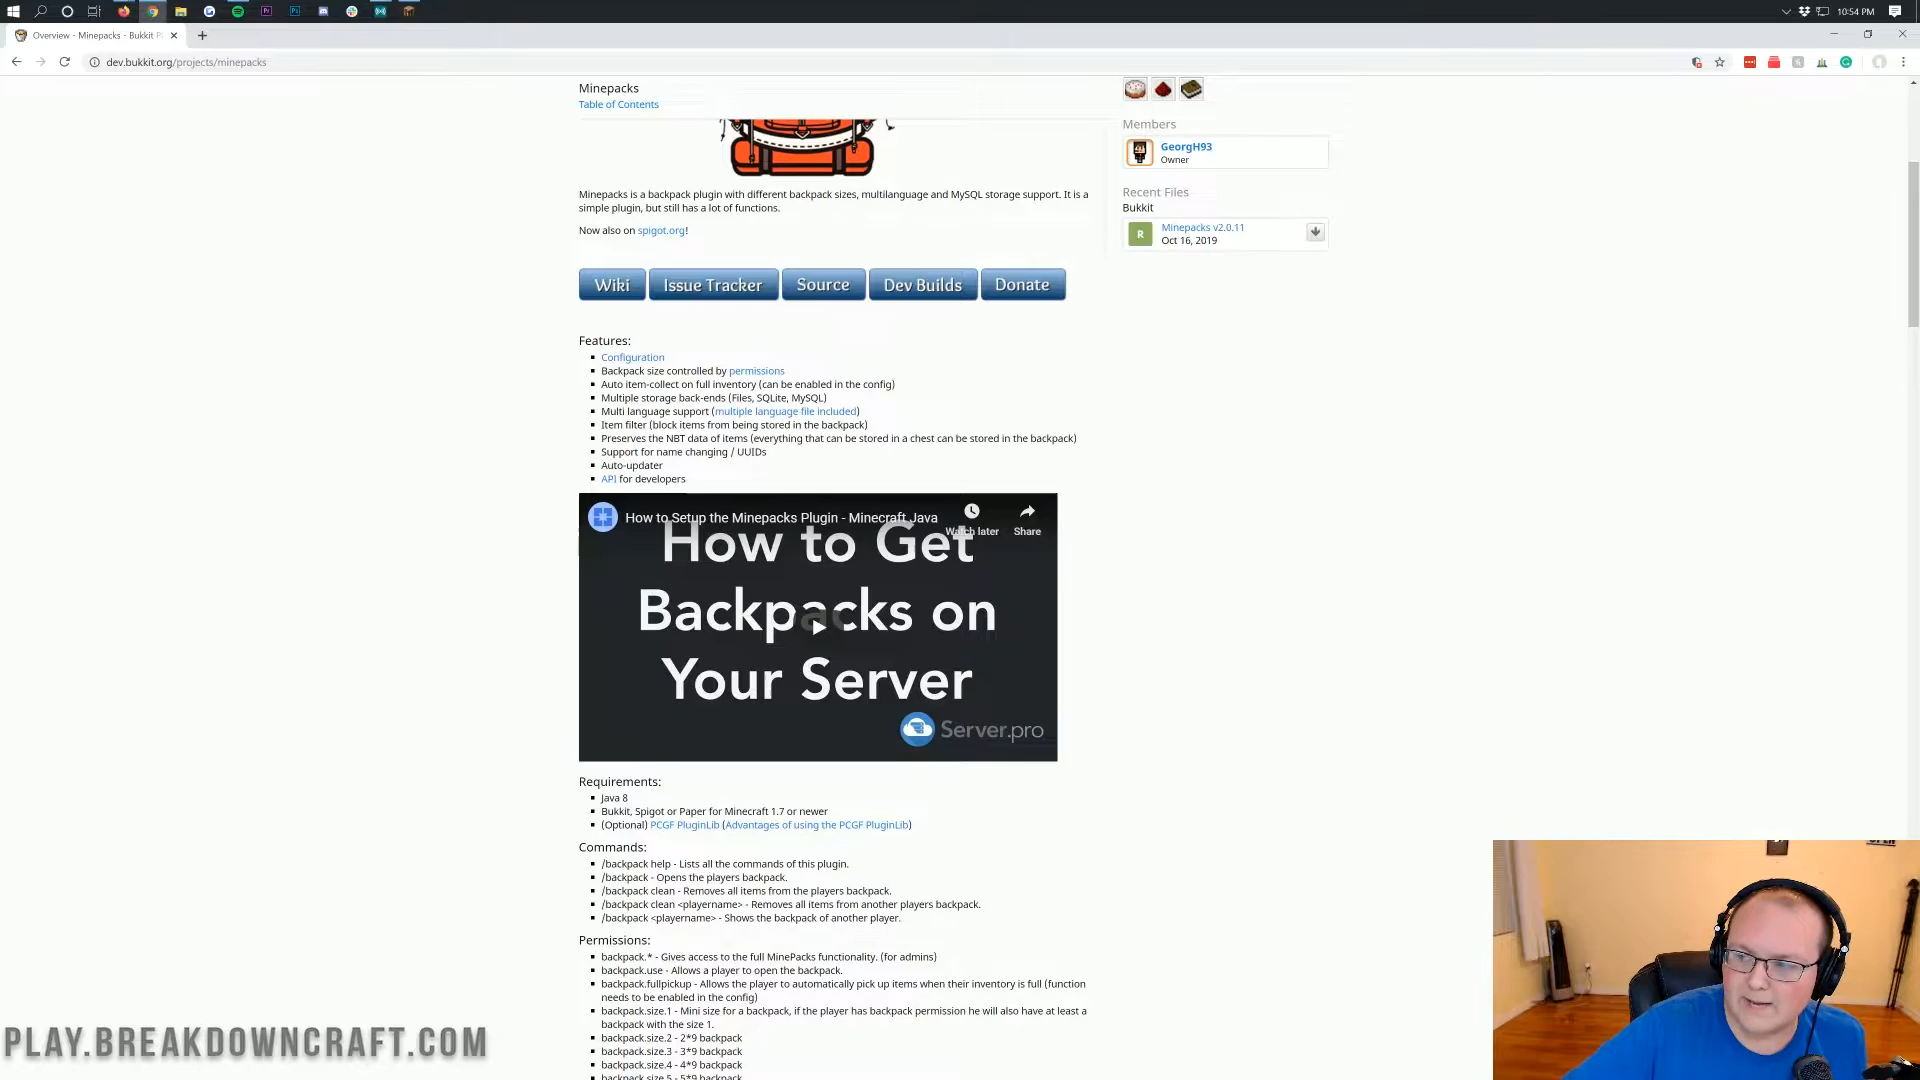 10:54 PM
Overview - Minepacks - Bukkit Pl
dev.bukkit.org/projects/minepacks
Minepacks
Table of Contents
Members
GeorgH93
Owner
Recent Files
Bukkit
R
Minepacks v2.0.11
Oct 16, 2019
Minepacks is a backpack plugin with different backpack sizes, multilanguage and MySQL storage support. It is a
simple plugin, but still has a lot of functions.
Now also on spigot.org!
Wiki Issue Tracker Source Dev Builds Donate
Features:
Configuration
Backpack size controlled by permissions
Auto item-collect on full inventory (can be enabled in the config)
Multiple storage back-ends (Files, SQLite, MySQL)
Multi language support (multiple language file included)
Item filter (block items from being stored in the backpack)
Preserves the NBT data of items (everything that can be stored in a chest can be stored in the backpack)
Support for name changing / UUIDs
Auto-updater
API for developers
How to Setup the Minepacks Plugin - Minecraft Java
Watch later
Share
How to Get
Backpacks on
Your Server
Server.pro
Requirements:
Java 8
Bukkit, Spigot or Paper for Minecraft 1.7 or newer
(Optional) PCGF PluginLib (Advantages of using the PCGF PluginLib)
Commands:
/backpack help - Lists all the commands of this plugin.
/backpack - Opens the players backpack.
/backpack clean - Removes all items from the players backpack.
/backpack clean <playername> - Removes all items from another players backpack.
/backpack <playername> - Shows the backpack of another player.
Permissions:
backpack.* - Gives access to the full MinePacks functionality. (for admins)
backpack.use - Allows a player to open the backpack.
backpack.fullpickup - Allows the player to automatically pick up items when their inventory is full (function
needs to be enabled in the config)
backpack.size.1 - Mini size for a backpack, if the player has backpack permission he will also have at least a
backpack with the size 1.
backpack.size.2 - 2*9 backpack
backpack.size.3 - 3*9 backpack
backpack.size.4 - 4*9 backpack
backpack.size.5 - 5*9 backpack
PLAY.BREAKDOWNCRAFT.COM